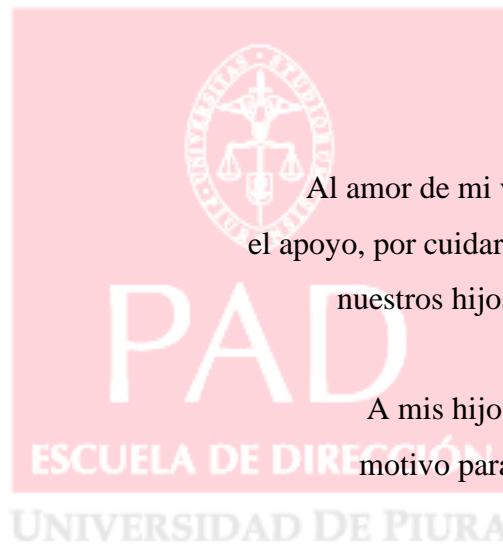 Al amor de mi v
el apoyo, por cuidar
nuestros hijo
PAD
A mis hijo
ESCUELA DE DIRECCIÓN
motivo para
UNIVERSIDAD DE PIURA